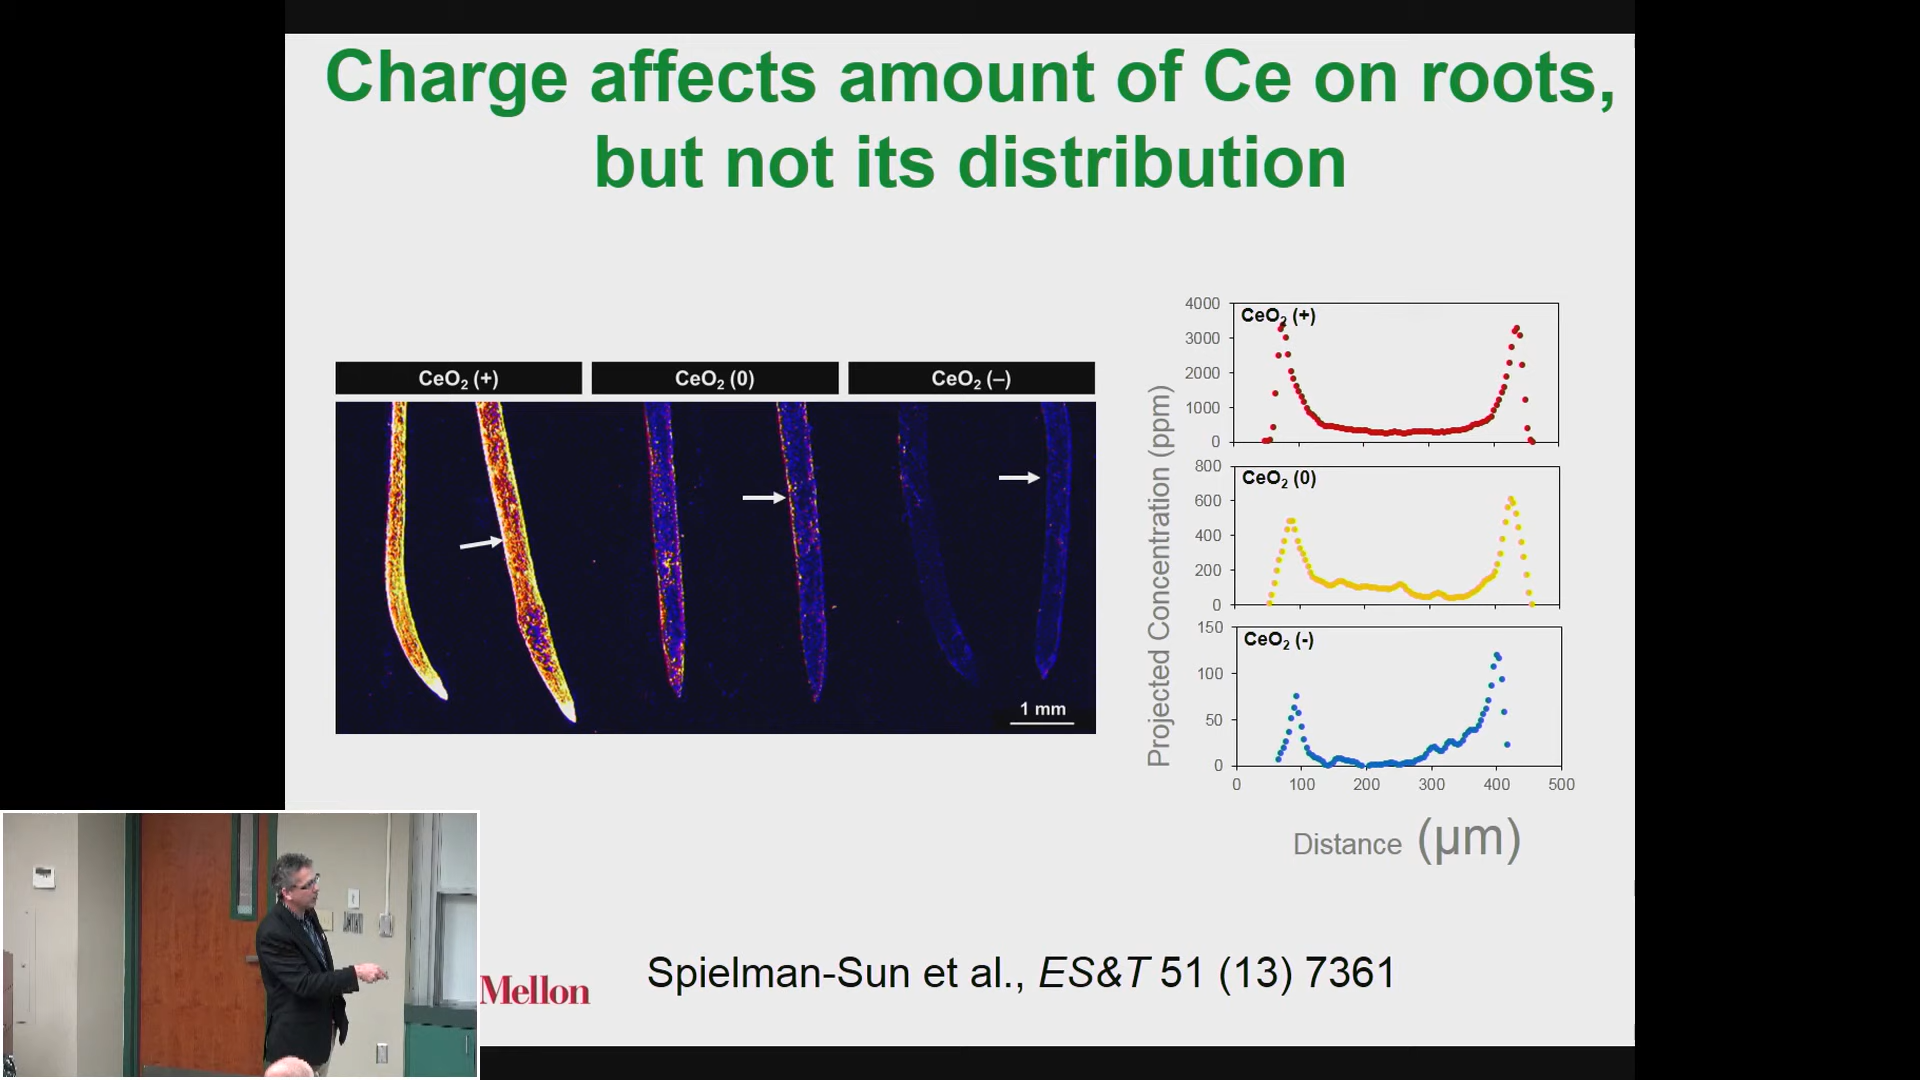 Charge affects amount of Ce on roots,
but not its distribution
CeO₂ (+)
CeO₂ (0)
CeO₂ (–)
1 mm
Projected Concentration (ppm)
4000
3000
2000
1000
0
CeO₂ (+)
800
600
400
200
0
CeO₂ (0)
150
100
50
0
CeO₂ (-)
0 100 200 300 400 500
Distance (µm)
Mellon
Spielman-Sun et al., ES&T 51 (13) 7361